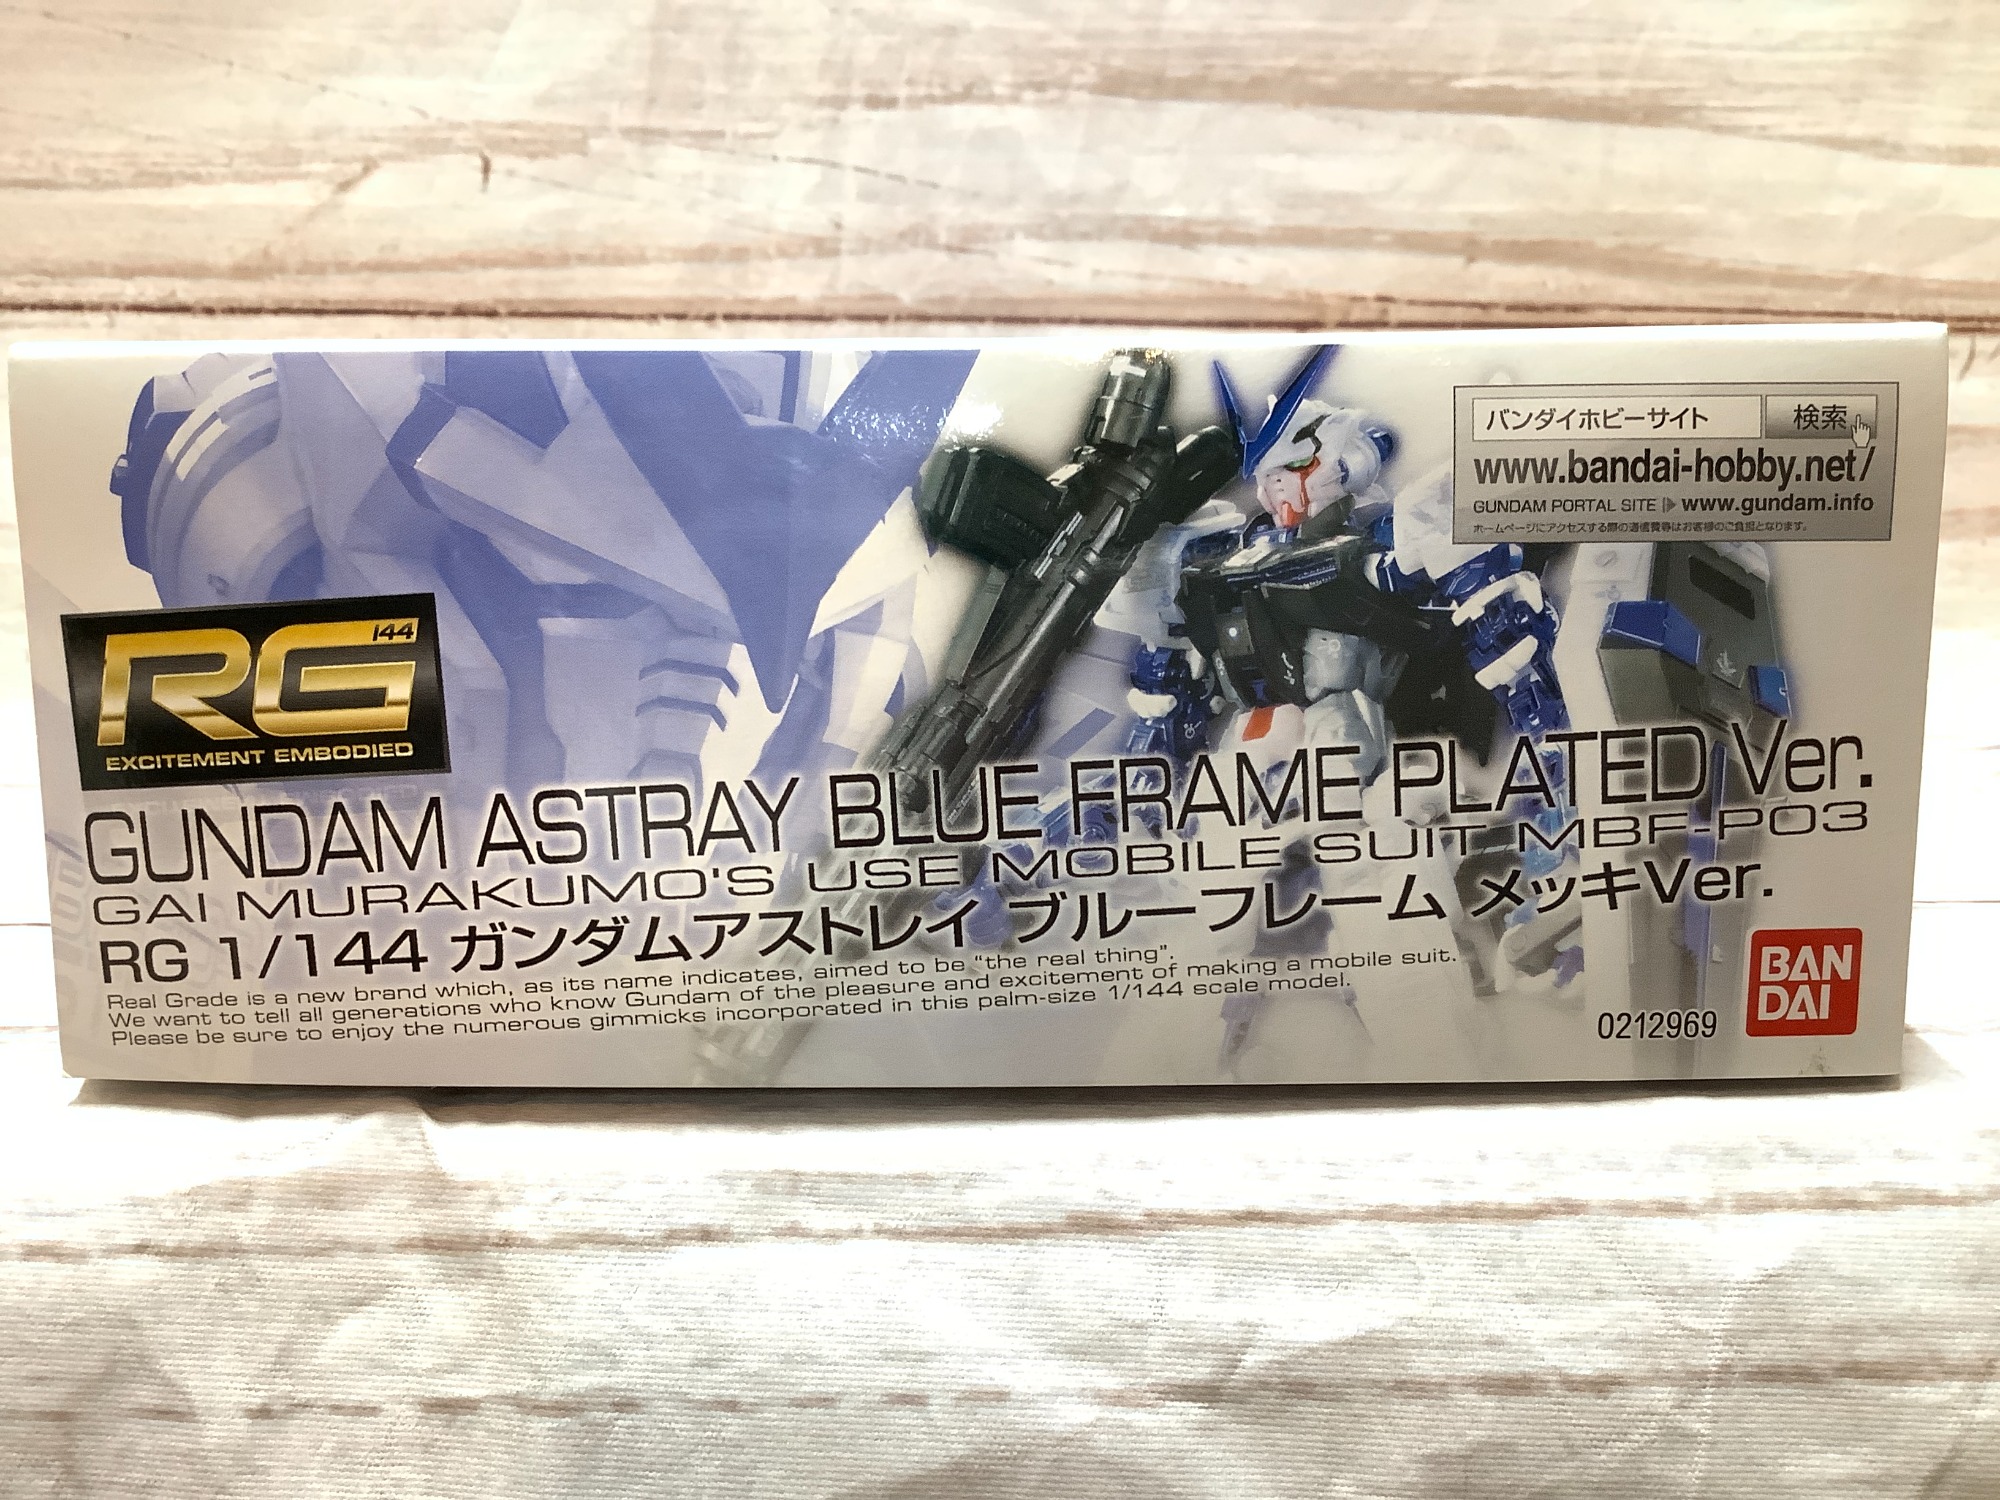 バンダイホビーサイト 検索
www.bandai-hobby.net/
GUNDAM PORTAL SITE www.gundam.info
ホームページにアクセスする際の通信費等はお客様のご負担となります。
144
RG
EXCITEMENT EMBODIED
GUNDAM ASTRAY BLUE FRAME PLATED Ver.
GAI MURAKUMO'S USE MOBILE SUIT MBF-P03
RG 1/144 ガンダムアストレイ ブルーフレーム メッキVer.
Real Grade is a new brand which, as its name indicates, aimed to be "the real thing".
We want to tell all generations who know Gundam of the pleasure and excitement of making a mobile suit.
Please be sure to enjoy the numerous gimmicks incorporated in this palm-size 1/144 scale model.
0212969
BAN
DAI